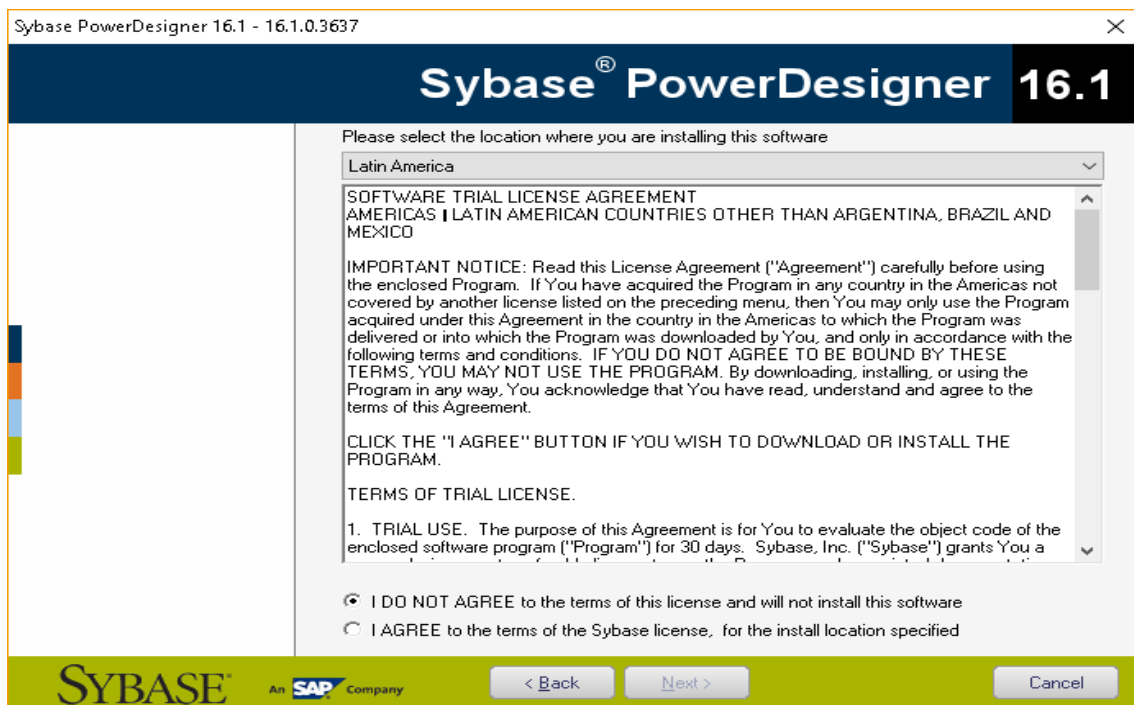 Sybase PowerDesigner 16.1 - 16.1.0.3637
Sybase® PowerDesigner 16.1
Please select the location where you are installing this software
Latin America
SOFTWARE TRIAL LICENSE AGREEMENT
AMERICAS | LATIN AMERICAN COUNTRIES OTHER THAN ARGENTINA, BRAZIL AND
MEXICO
IMPORTANT NOTICE: Read this License Agreement ("Agreement") carefully before using
the enclosed Program. If You have acquired the Program in any country in the Americas not
covered by another license listed on the preceding menu, then You may only use the Program
acquired under this Agreement in the country in the Americas to which the Program was
delivered or into which the Program was downloaded by You, and only in accordance with the
following terms and conditions. IF YOU DO NOT AGREE TO BE BOUND BY THESE
TERMS, YOU MAY NOT USE THE PROGRAM. By downloading, installing, or using the
Program in any way, You acknowledge that You have read, understand and agree to the
terms of this Agreement.
CLICK THE "I AGREE" BUTTON IF YOU WISH TO DOWNLOAD OR INSTALL THE
PROGRAM.
TERMS OF TRIAL LICENSE.
1. TRIAL USE. The purpose of this Agreement is for You to evaluate the object code of the
enclosed software program ("Program") for 30 days. Sybase, Inc. ("Sybase") grants You a
I DO NOT AGREE to the terms of this license and will not install this software
I AGREE to the terms of the Sybase license, for the install location specified
SYBASE An SAP Company
< Back
Next >
Cancel